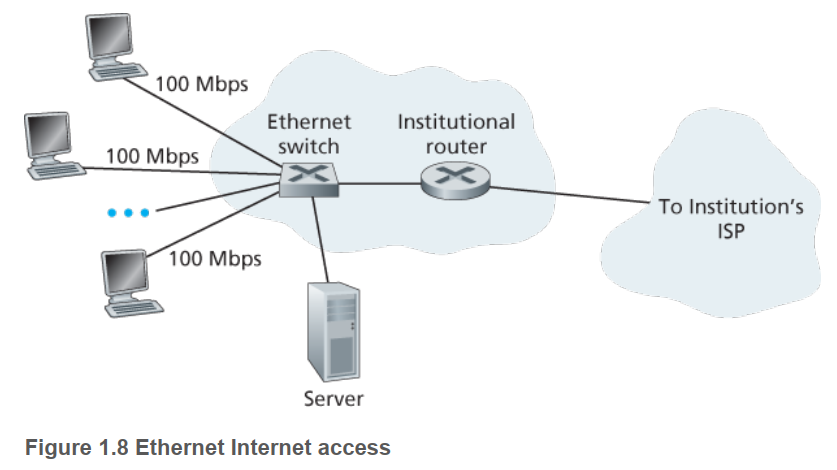 100 Mbps
Ethernet
switch
Institutional
router
100 Mbps
To Institution's
ISP
100 Mbps
Server
Figure 1.8 Ethernet Internet access